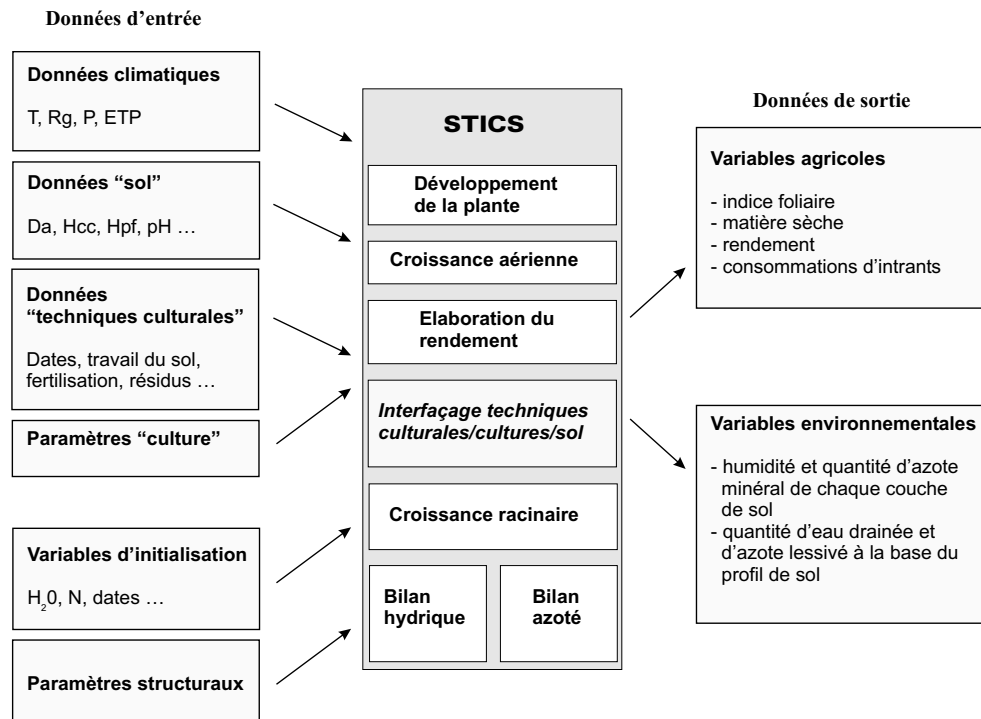 Données d’entrée
Données climatiques
T, Rg, P, ETP
Données “sol”
Da, Hcc, Hpf, pH …
Données
“techniques culturales”
Dates, travail du sol,
fertilisation, résidus …
Paramètres “culture”
Variables d’initialisation
H₂0, N, dates …
Paramètres structuraux
STICS
Développement
de la plante
Croissance aérienne
Elaboration du
rendement
Interfaçage techniques
culturales/cultures/sol
Croissance racinaire
Bilan
hydrique
Bilan
azoté
Données de sortie
Variables agricoles
- indice foliaire
- matière sèche
- rendement
- consommations d’intrants
Variables environnementales
- humidité et quantité d’azote
minéral de chaque couche
de sol
- quantité d’eau drainée et
d’azote lessivé à la base du
profil de sol